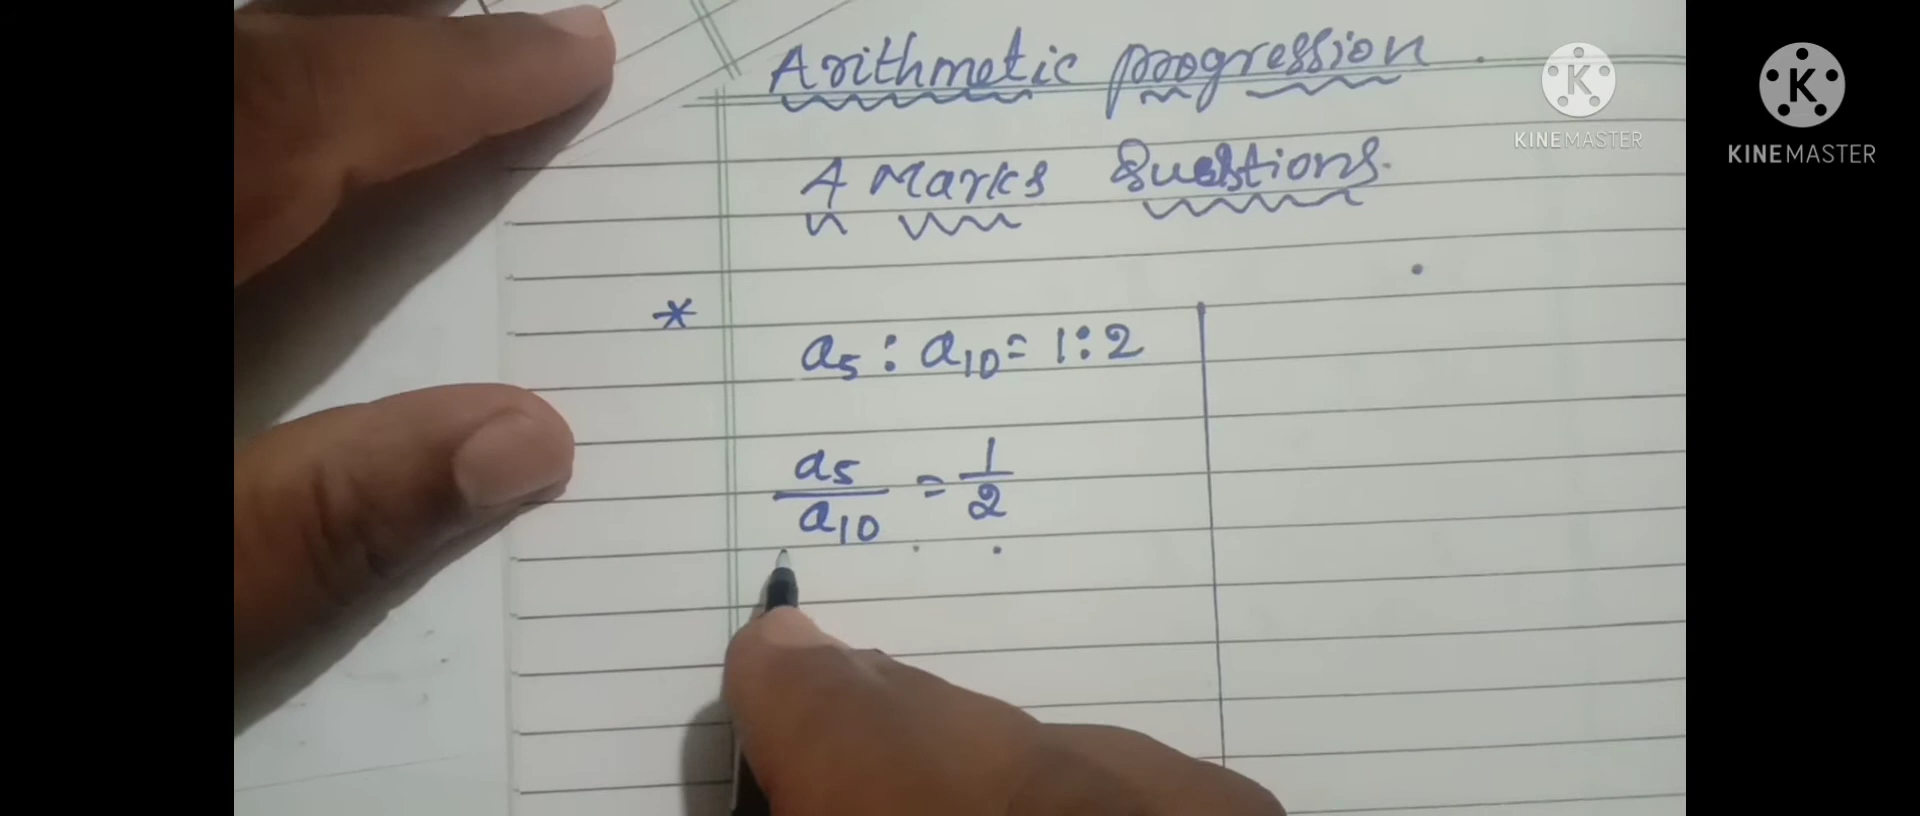 Arithmetic progression
4 Marks Questions.
*
a₅ : a₁₀ = 1:2
a₅/a₁₀ = 1/2
KINEMASTER
KINEMASTER